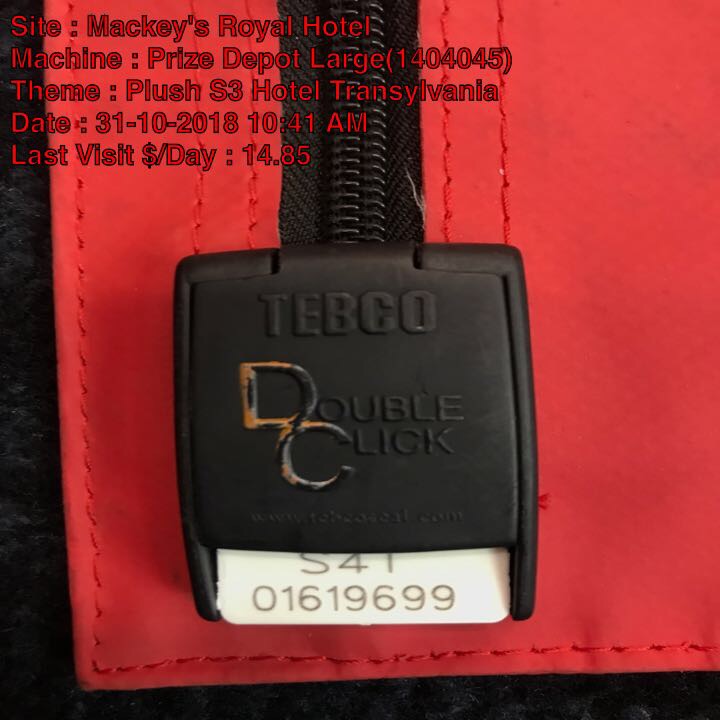 Site : Mackey's Royal Hotel
Machine : Prize Depot Large(1404045)
Theme : Plush S3 Hotel Transylvania
Date : 31-10-2018 10:41 AM
Last Visit $/Day : 14.85
TEBCO
DOUBLE
CLICK
www.tebcoseal.com
S4T
01619699